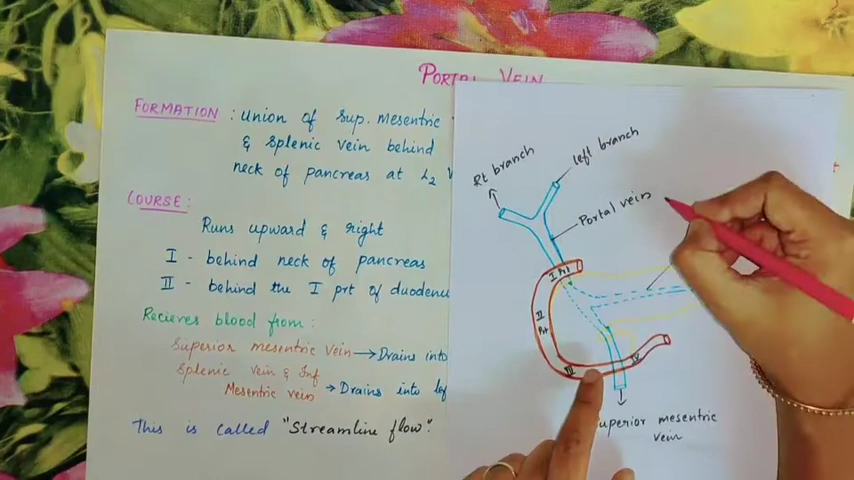 PORTAL VEIN
FORMATION : Union of sup. mesentric
& splenic vein behind
neck of pancreas at L2 V
COURSE :
Runs upward & right
I - behind neck of pancreas
II - behind the I prt of duodenu
Recieves blood from :
Superior mesentric vein → Drains into
Splenic vein & Inf
Mesentric vein → Drains into lef
This is called "Streamline flow".
Rt branch
left branch
Portal vein
I Prt
II
Prt
III
IV
uperior mesentric
vein